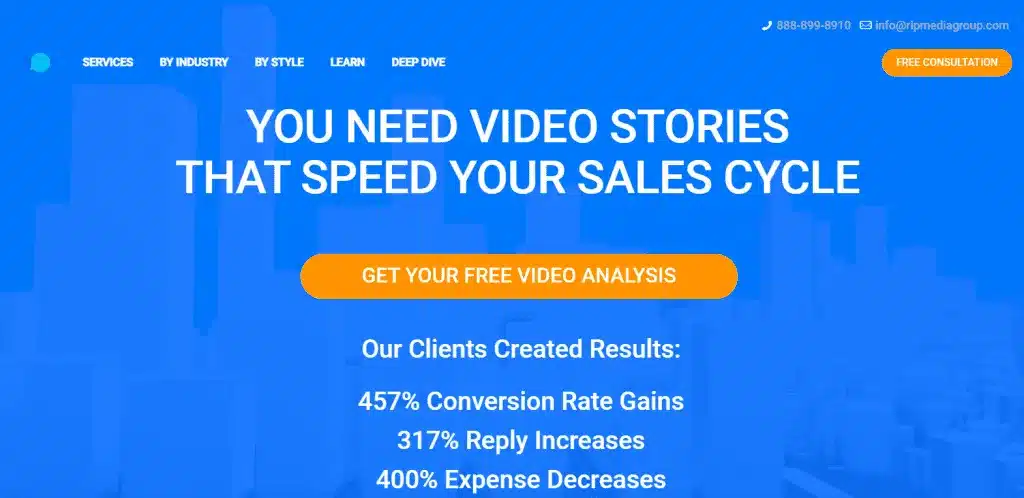 888-899-8910 info@ripmediagroup.com
SERVICES BY INDUSTRY BY STYLE LEARN DEEP DIVE FREE CONSULTATION
YOU NEED VIDEO STORIES
THAT SPEED YOUR SALES CYCLE
GET YOUR FREE VIDEO ANALYSIS
Our Clients Created Results:
457% Conversion Rate Gains
317% Reply Increases
400% Expense Decreases